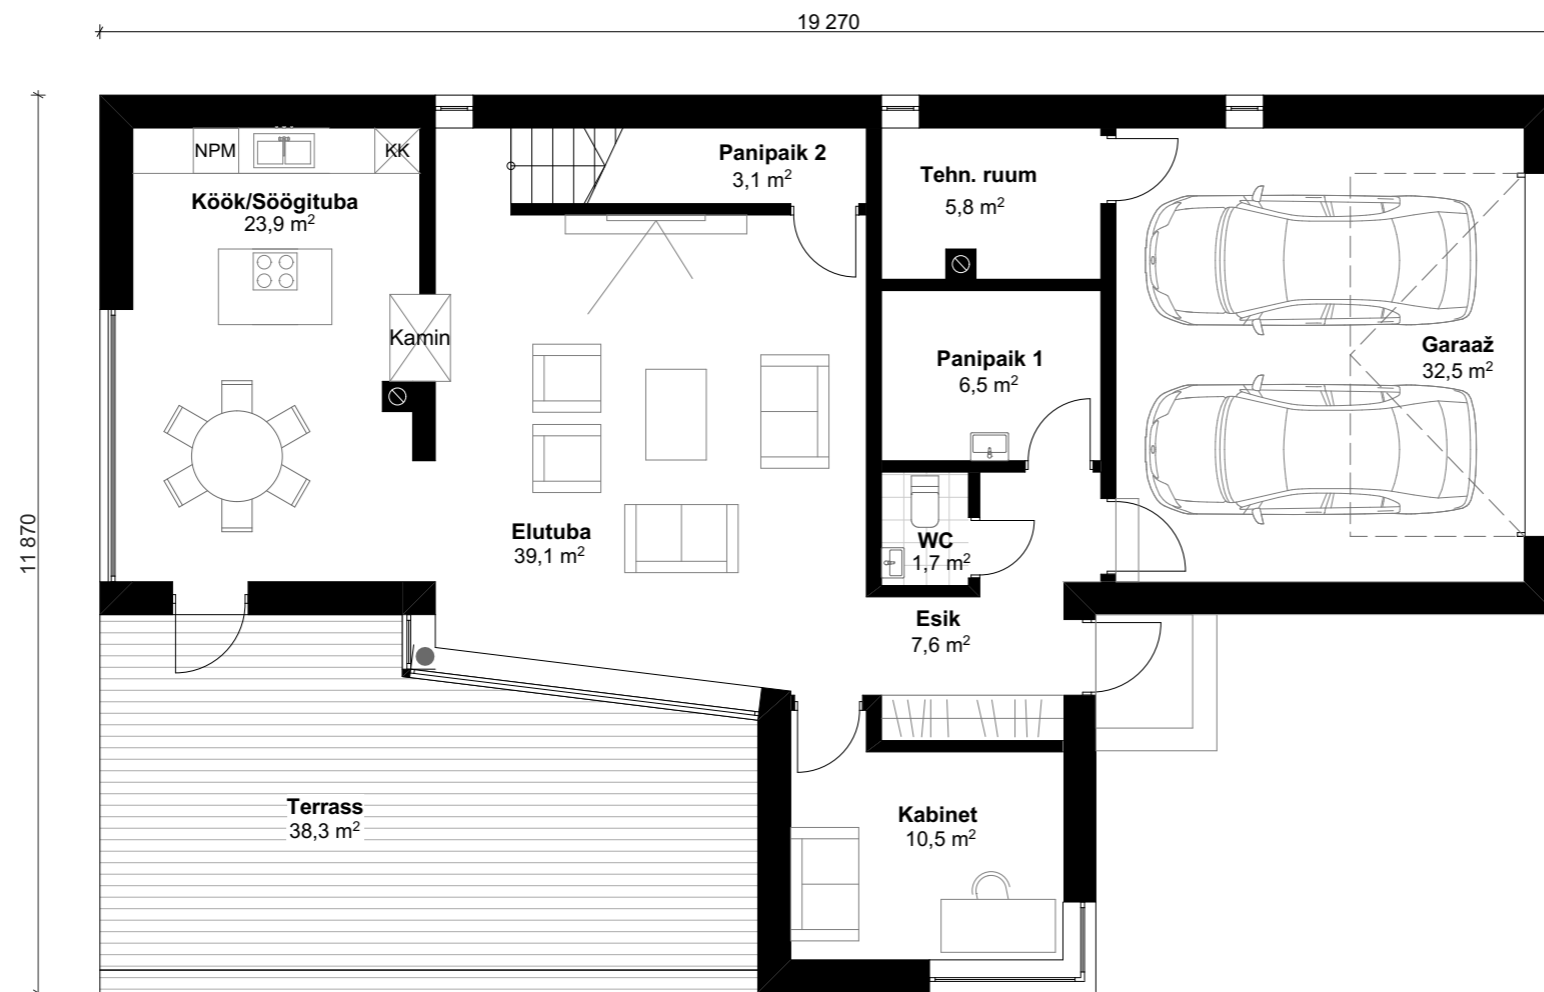 19 270
11 870
NPM
KK
Köök/Söögituba
23,9 m²
Panipaik 2
3,1 m²
Tehn. ruum
5,8 m²
Kamin
Panipaik 1
6,5 m²
Garaaž
32,5 m²
Elutuba
39,1 m²
WC
1,7 m²
Esik
7,6 m²
Terrass
38,3 m²
Kabinet
10,5 m²